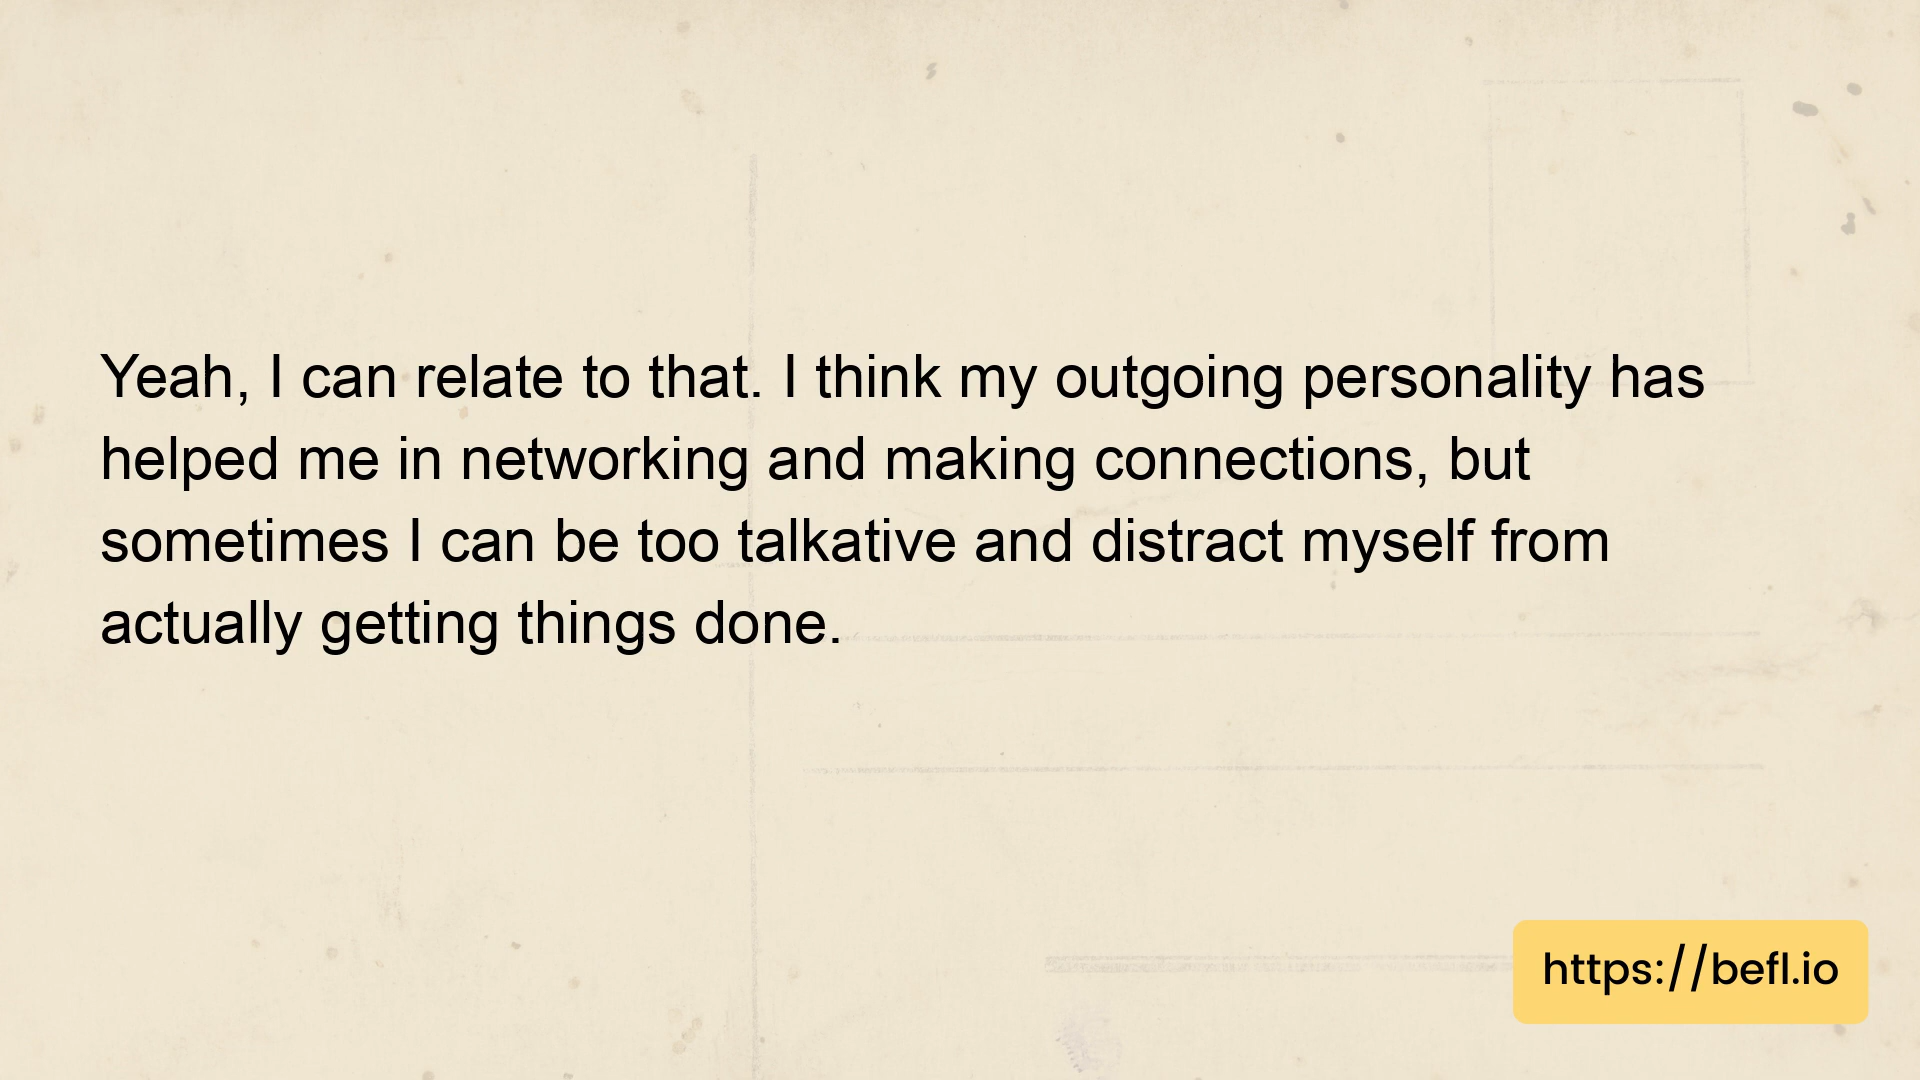 Yeah, I can relate to that. I think my outgoing personality has
helped me in networking and making connections, but
sometimes I can be too talkative and distract myself from
actually getting things done.
https://befl.io